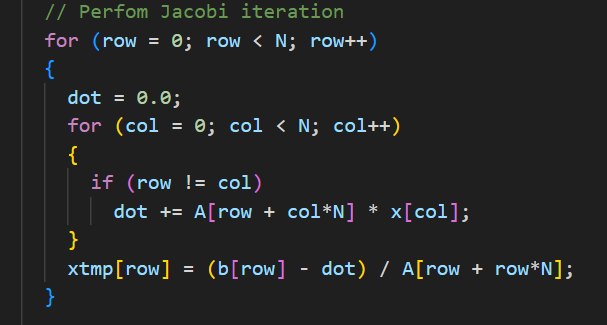 // Perfom Jacobi iteration
for (row = 0; row < N; row++)
{
dot = 0.0;
for (col = 0; col < N; col++)
{
if (row != col)
dot += A[row + col*N] * x[col];
}
xtmp[row] = (b[row] - dot) / A[row + row*N];
}